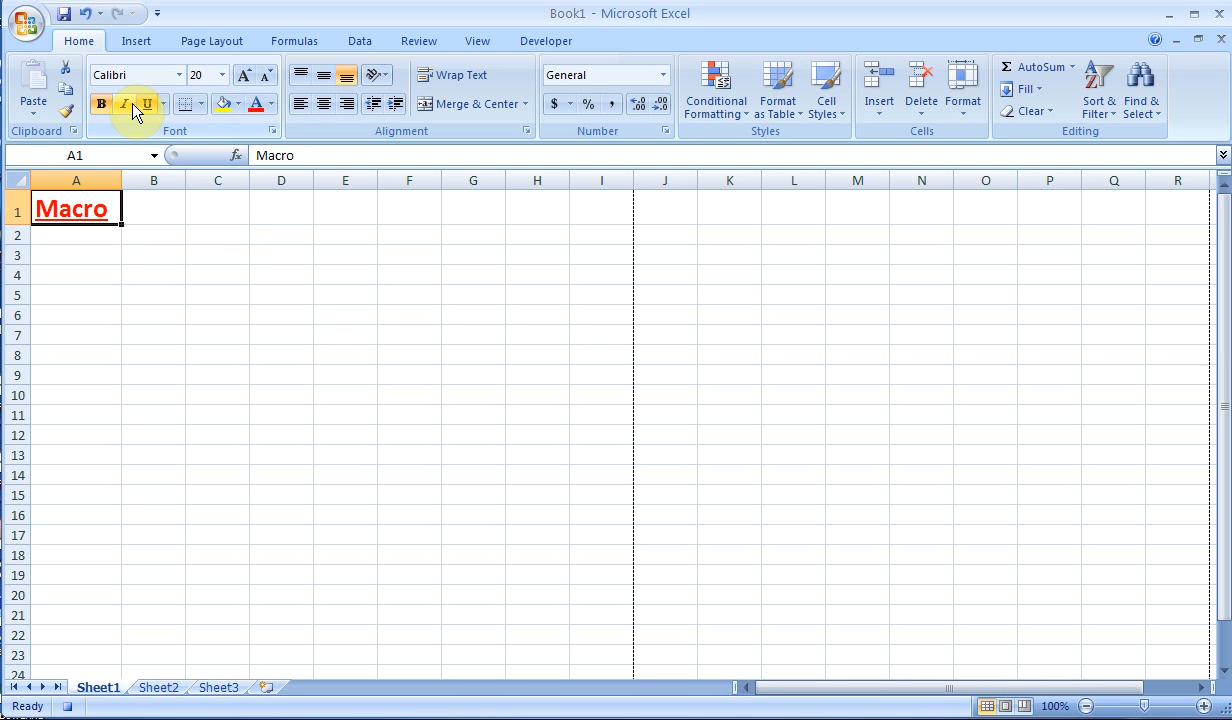 Book1 - Microsoft Excel
Home Insert Page Layout Formulas Data Review View Developer
Calibri 20 Wrap Text General AutoSum
Paste B I U Merge & Center $ % , Conditional Formatting Format as Table Cell Styles Insert Delete Format Fill Clear Sort & Filter Find & Select
Clipboard Font Alignment Number Styles Cells Editing
A1 fx Macro
A B C D E F G H I J K L M N O P Q R
1 Macro
2
3
4
5
6
7
8
9
10
11
12
13
14
15
16
17
18
19
20
21
22
23
24
Sheet1 Sheet2 Sheet3
Ready 100%